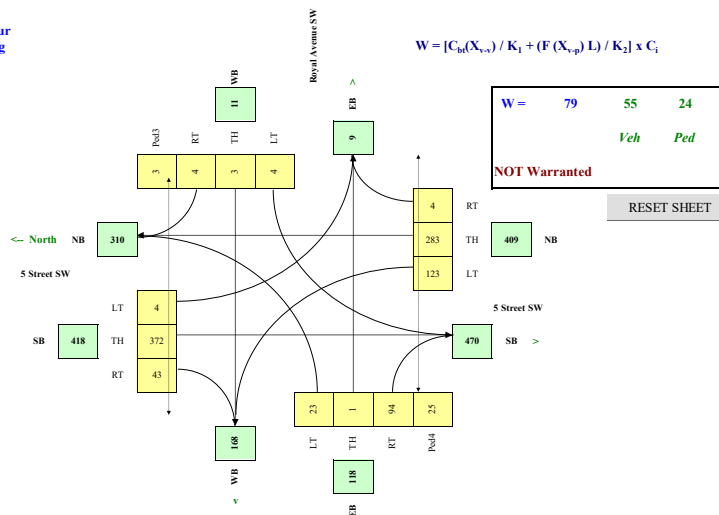 ur
g
Royal Avenue SW
W = [Cbt(Xv-v) / K1 + (F (Xv-p) L) / K2] x Ci
WB
^
11
EB
9
W = 79 55 24
Veh Ped
NOT Warranted
RESET SHEET
Ped3 RT TH LT
3 4 3 4
4 RT
283 TH
123 LT
409 NB
<-- North NB 310
5 Street SW
5 Street SW
LT 4
TH 372
RT 43
SB 418
470 SB >
23 1 94 25
LT TH RT Ped4
168
WB
v
118
EB